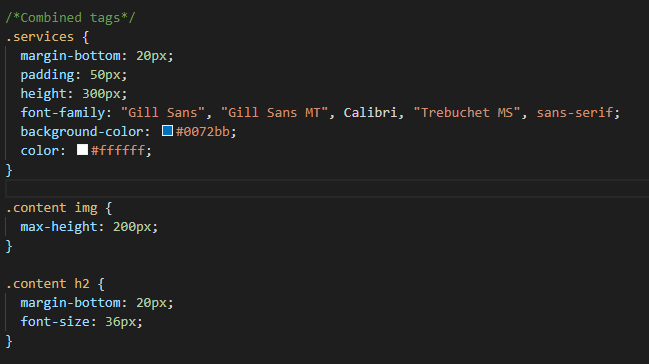 /*Combined tags*/
.services {
  margin-bottom: 20px;
  padding: 50px;
  height: 300px;
  font-family: "Gill Sans", "Gill Sans MT", Calibri, "Trebuchet MS", sans-serif;
  background-color: #0072bb;
  color: #ffffff;
}

.content img {
  max-height: 200px;
}

.content h2 {
  margin-bottom: 20px;
  font-size: 36px;
}